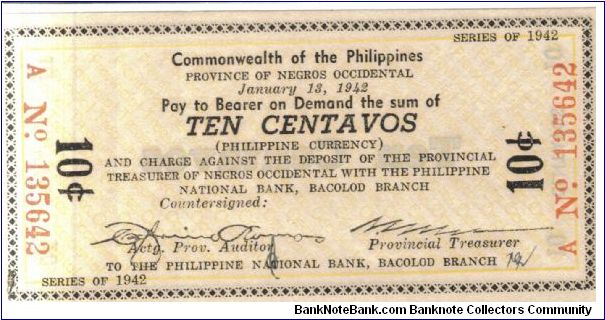 SERIES OF 1942
Commonwealth of the Philippines
PROVINCE OF NEGROS OCCIDENTAL
January 13, 1942
Pay to Bearer on Demand the sum of
TEN CENTAVOS
(PHILIPPINE CURRENCY)
AND CHARGE AGAINST THE DEPOSIT OF THE PROVINCIAL
TREASURER OF NEGROS OCCIDENTAL WITH THE PHILIPPINE
NATIONAL BANK, BACOLOD BRANCH
Countersigned:
Actg. Prov. Auditor Provincial Treasurer
TO THE PHILIPPINE NATIONAL BANK, BACOLOD BRANCH
SERIES OF 1942
A Nº 135642
10¢
10¢
A Nº 135642
BankNoteBank.com Banknote Collectors Community